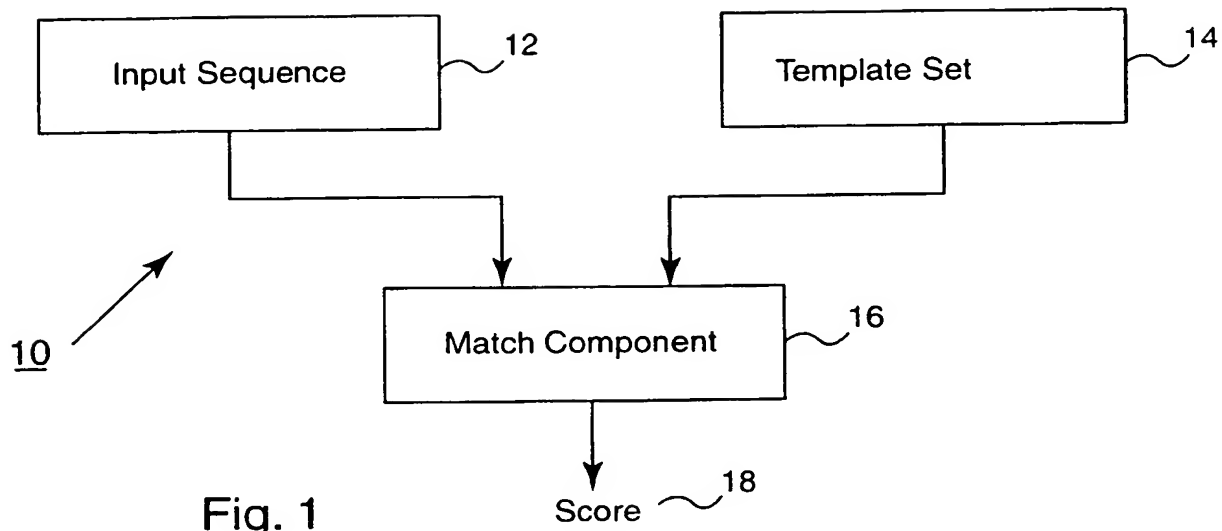 Input Sequence
12
Template Set
14
Match Component
16
10
Score
18
Fig. 1